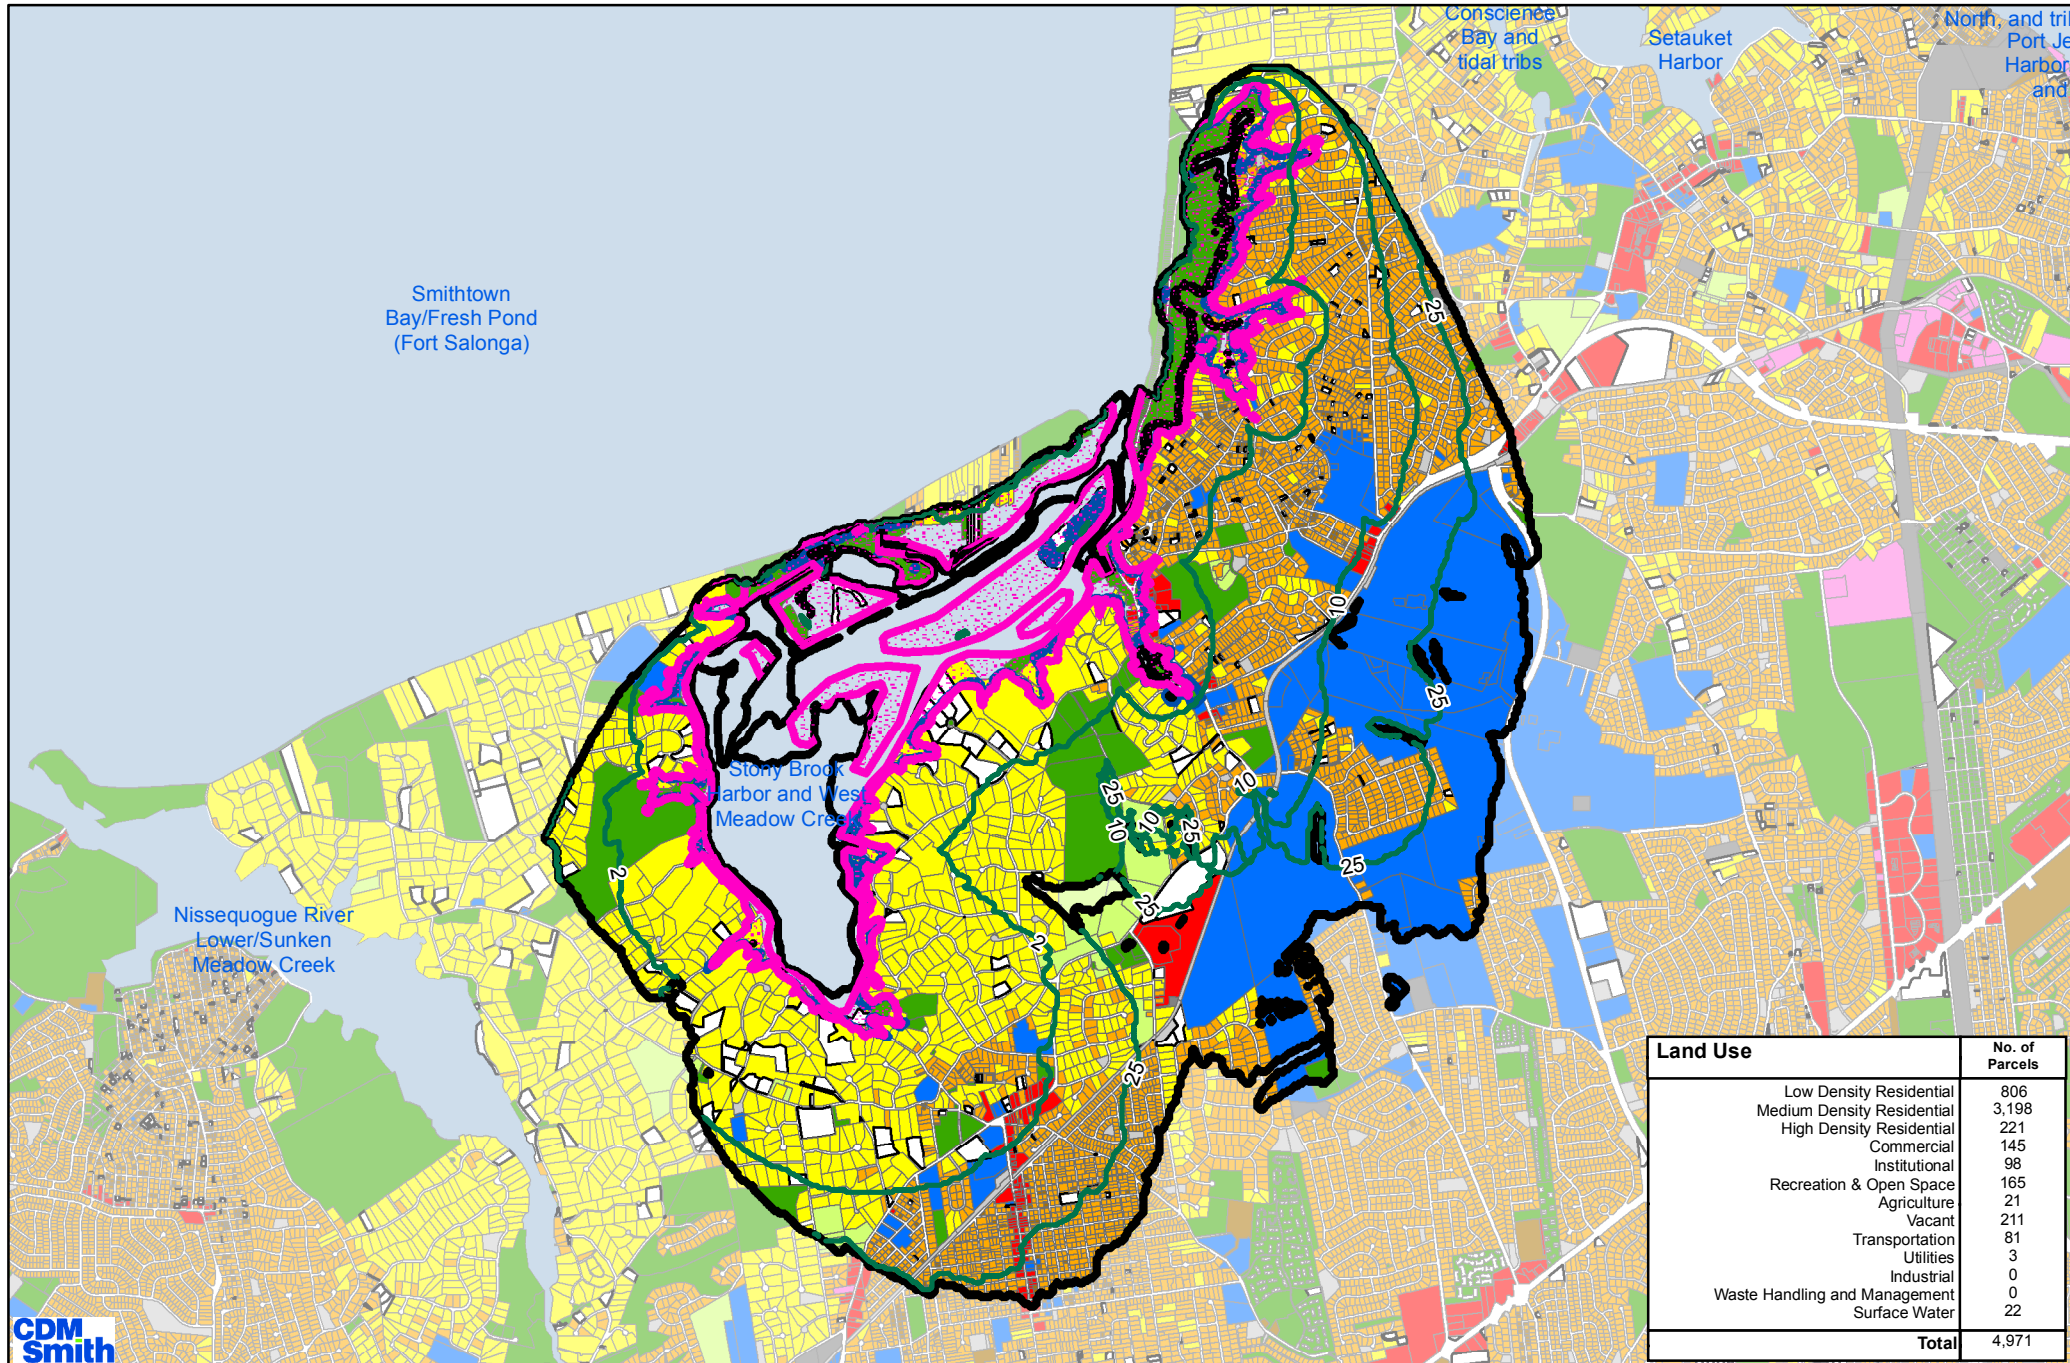 Conscience
Bay and
tidal tribs
Setauket
Harbor
North, and tri
Port Je
Harbor
and
Smithtown
Bay/Fresh Pond
(Fort Salonga)
25
10
25
Stony Brook
Harbor and West
Meadow Creek
10
25
10
10
25
25
2
25
2
Nissequogue River
Lower/Sunken
Meadow Creek
25
Land Use No. of
Parcels
Low Density Residential 806
Medium Density Residential 3,198
High Density Residential 221
Commercial 145
Institutional 98
Recreation & Open Space 165
Agriculture 21
Vacant 211
Transportation 81
Utilities 3
Industrial 0
Waste Handling and Management 0
Surface Water 22
Total 4,971
CDM
Smith